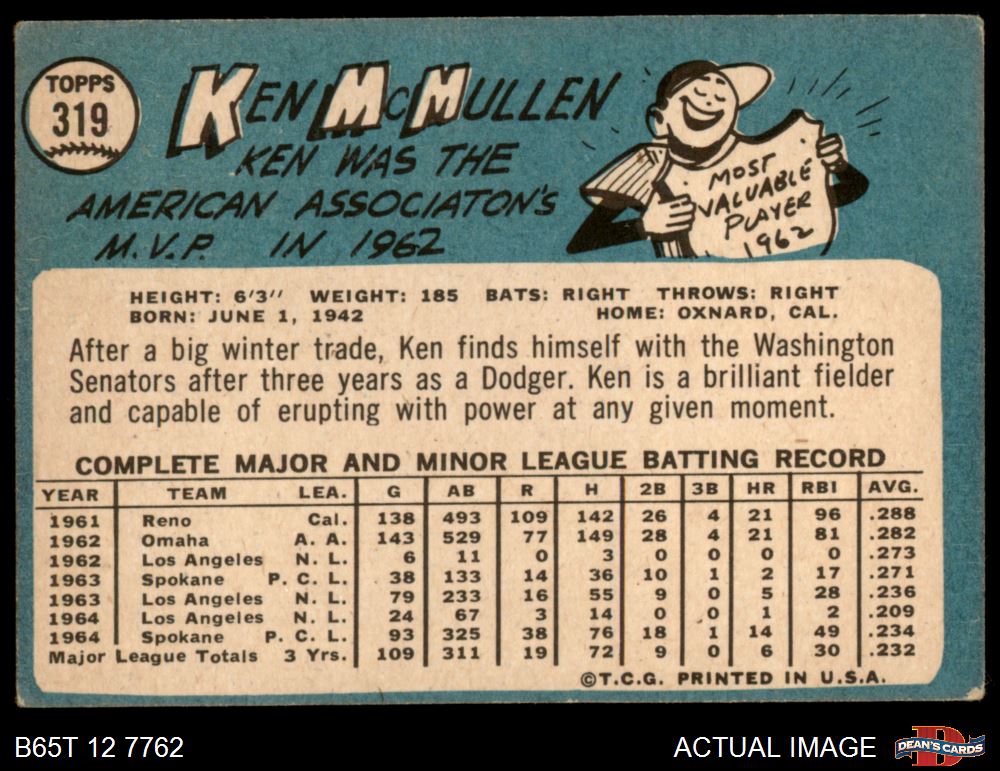 TOPPS
319
KEN MCMULLEN
KEN WAS THE
AMERICAN ASSOCIATON'S
M.V.P. IN 1962
MOST
VALUABLE
PLAYER
1962
HEIGHT: 6'3" WEIGHT: 185 BATS: RIGHT THROWS: RIGHT
BORN: JUNE 1, 1942 HOME: OXNARD, CAL.
After a big winter trade, Ken finds himself with the Washington
Senators after three years as a Dodger. Ken is a brilliant fielder
and capable of erupting with power at any given moment.
COMPLETE MAJOR AND MINOR LEAGUE BATTING RECORD
YEAR TEAM LEA. G AB R H 2B 3B HR RBI AVG.
1961 Reno Cal. 138 493 109 142 26 4 21 96 .288
1962 Omaha A. A. 143 529 77 149 28 4 21 81 .282
1962 Los Angeles N. L. 6 11 0 3 0 0 0 0 .273
1963 Spokane P. C. L. 38 133 14 36 10 1 2 17 .271
1963 Los Angeles N. L. 79 233 16 55 9 0 5 28 .236
1964 Los Angeles N. L. 24 67 3 14 0 0 1 2 .209
1964 Spokane P. C. L. 93 325 38 76 18 1 14 49 .234
Major League Totals 3 Yrs. 109 311 19 72 9 0 6 30 .232
©T.C.G. PRINTED IN U.S.A.
B65T 12 7762
ACTUAL IMAGE
D
DEAN'S CARDS